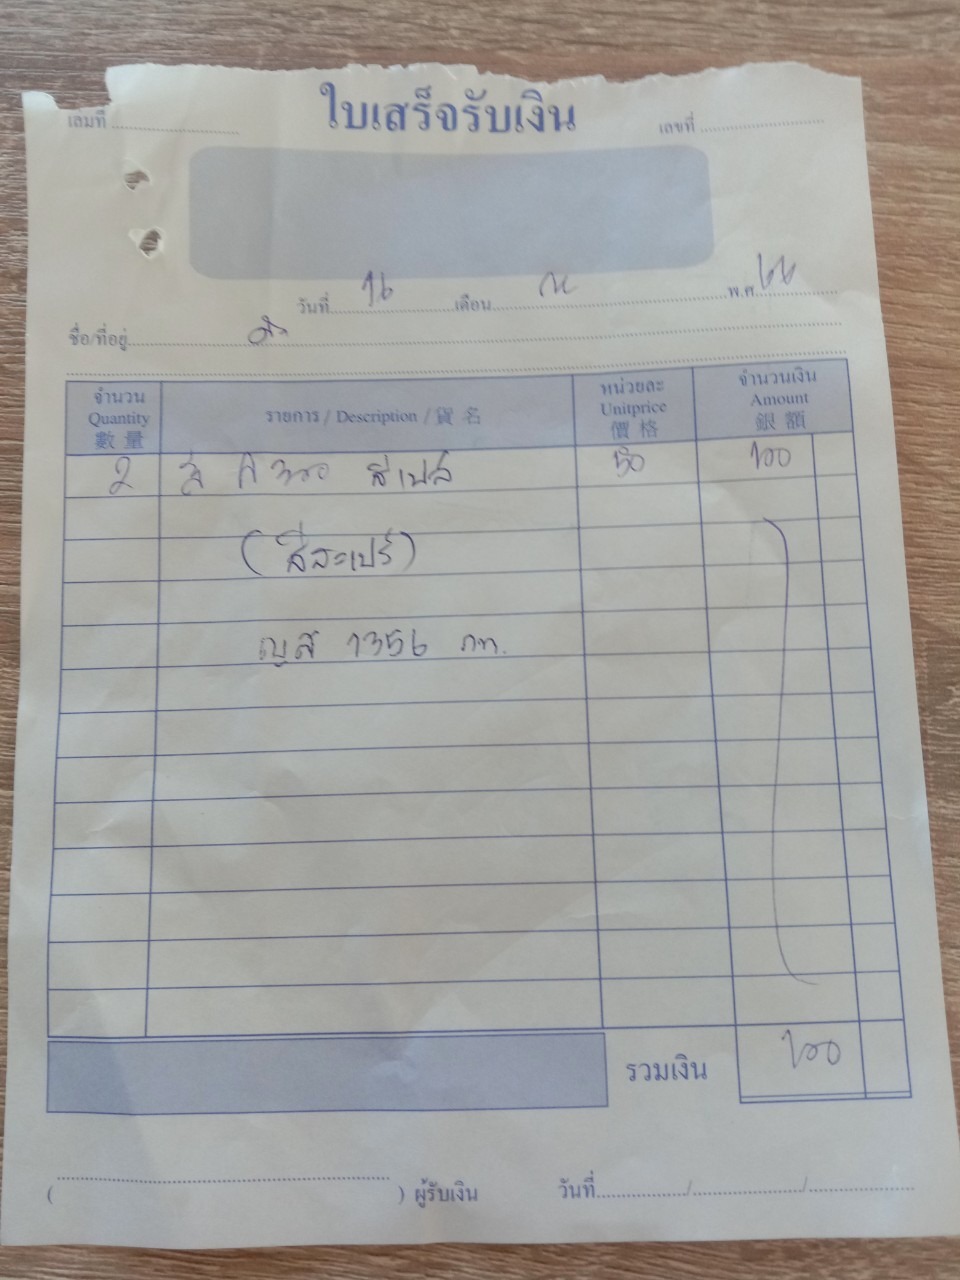 ใบเสร็จรับเงิน
เล่มที่ เลขที่
วันที่ 16 เดือน พ.ศ. 66
ชื่อ/ที่อยู่
จำนวน รายการ / Description / 貨 名 หน่วยละ จำนวนเงิน
Quantity Unitprice Amount
數 量 價 格 銀 額
2 50 100
(สีสะเปร์)
1356 กท.
รวมเงิน 100
( ) ผู้รับเงิน วันที่ / /